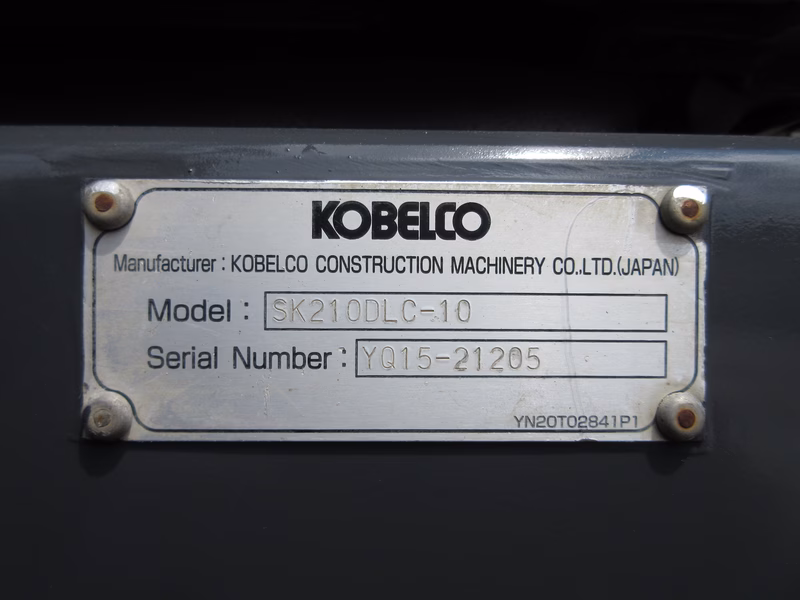 KOBELCO
Manufacturer : KOBELCO CONSTRUCTION MACHINERY CO.,LTD.(JAPAN)
Model : SK210DLC-10
Serial Number : YQ15-21205
YN20T02841P1